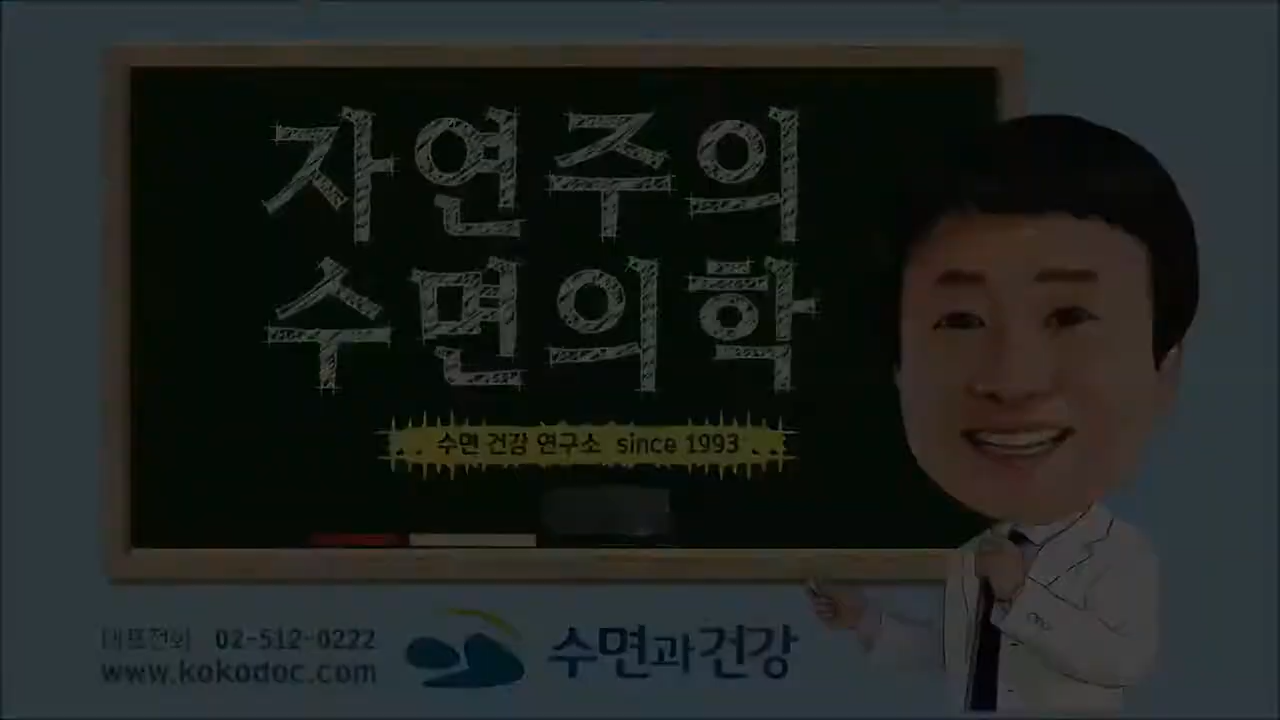 자연주의
수면의학
수면 건강 연구소 since 1993
대표전화 02-512-0222
www.kokodoc.com
수면과건강